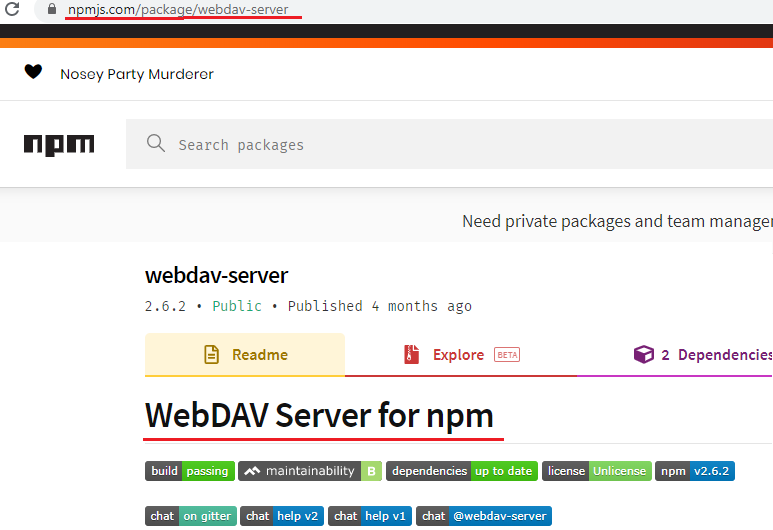 npmjs.com/package/webdav-server
Nosey Party Murderer
npm
Search packages
Need private packages and team manager
webdav-server
2.6.2 • Public • Published 4 months ago
Readme
Explore BETA
2 Dependencies
WebDAV Server for npm
build passing
maintainability B
dependencies up to date
license Unlicense
npm v2.6.2
chat on gitter
chat help v2
chat help v1
chat @webdav-server